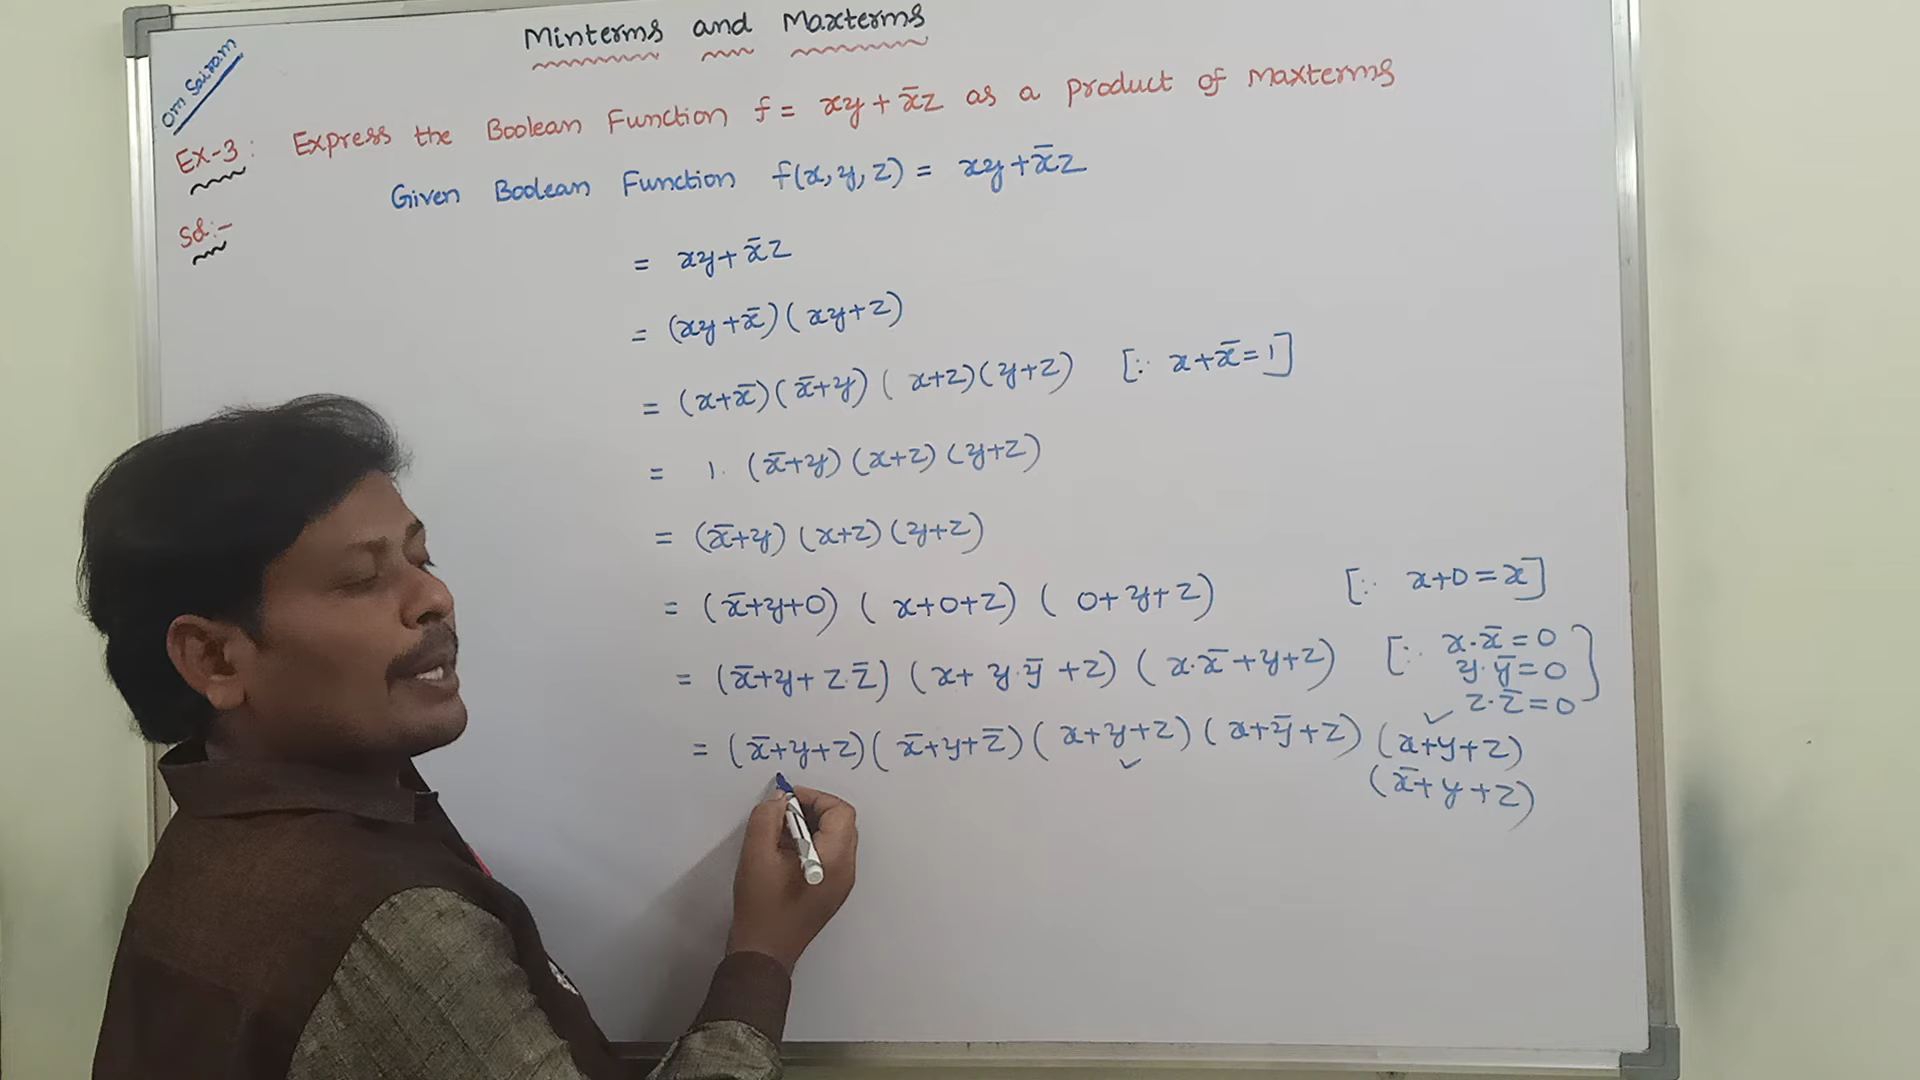 Minterms and Maxterms
Om Sairam
Ex-3: Express the Boolean Function f = xy + x̄z as a product of Maxterms
Sol:- Given Boolean Function f(x, y, z) = xy + x̄z
= xy + x̄z
= (xy + x̄) (xy + z)
= (x + x̄) (x̄ + y) (x + z) (y + z) [∵ x + x̄ = 1]
= 1. (x̄ + y) (x + z) (y + z)
= (x̄ + y) (x + z) (y + z)
= (x̄ + y + 0) (x + 0 + z) (0 + y + z) [∵ x + 0 = x]
= (x̄ + y + z.z̄) (x + y.ȳ + z) (x.x̄ + y + z) [∵ x.x̄ = 0
y.ȳ = 0
z.z̄ = 0]
= (x̄ + y + z) (x̄ + y + z̄) (x + y + z) (x + ȳ + z) (x + y + z)
(x̄ + y + z)